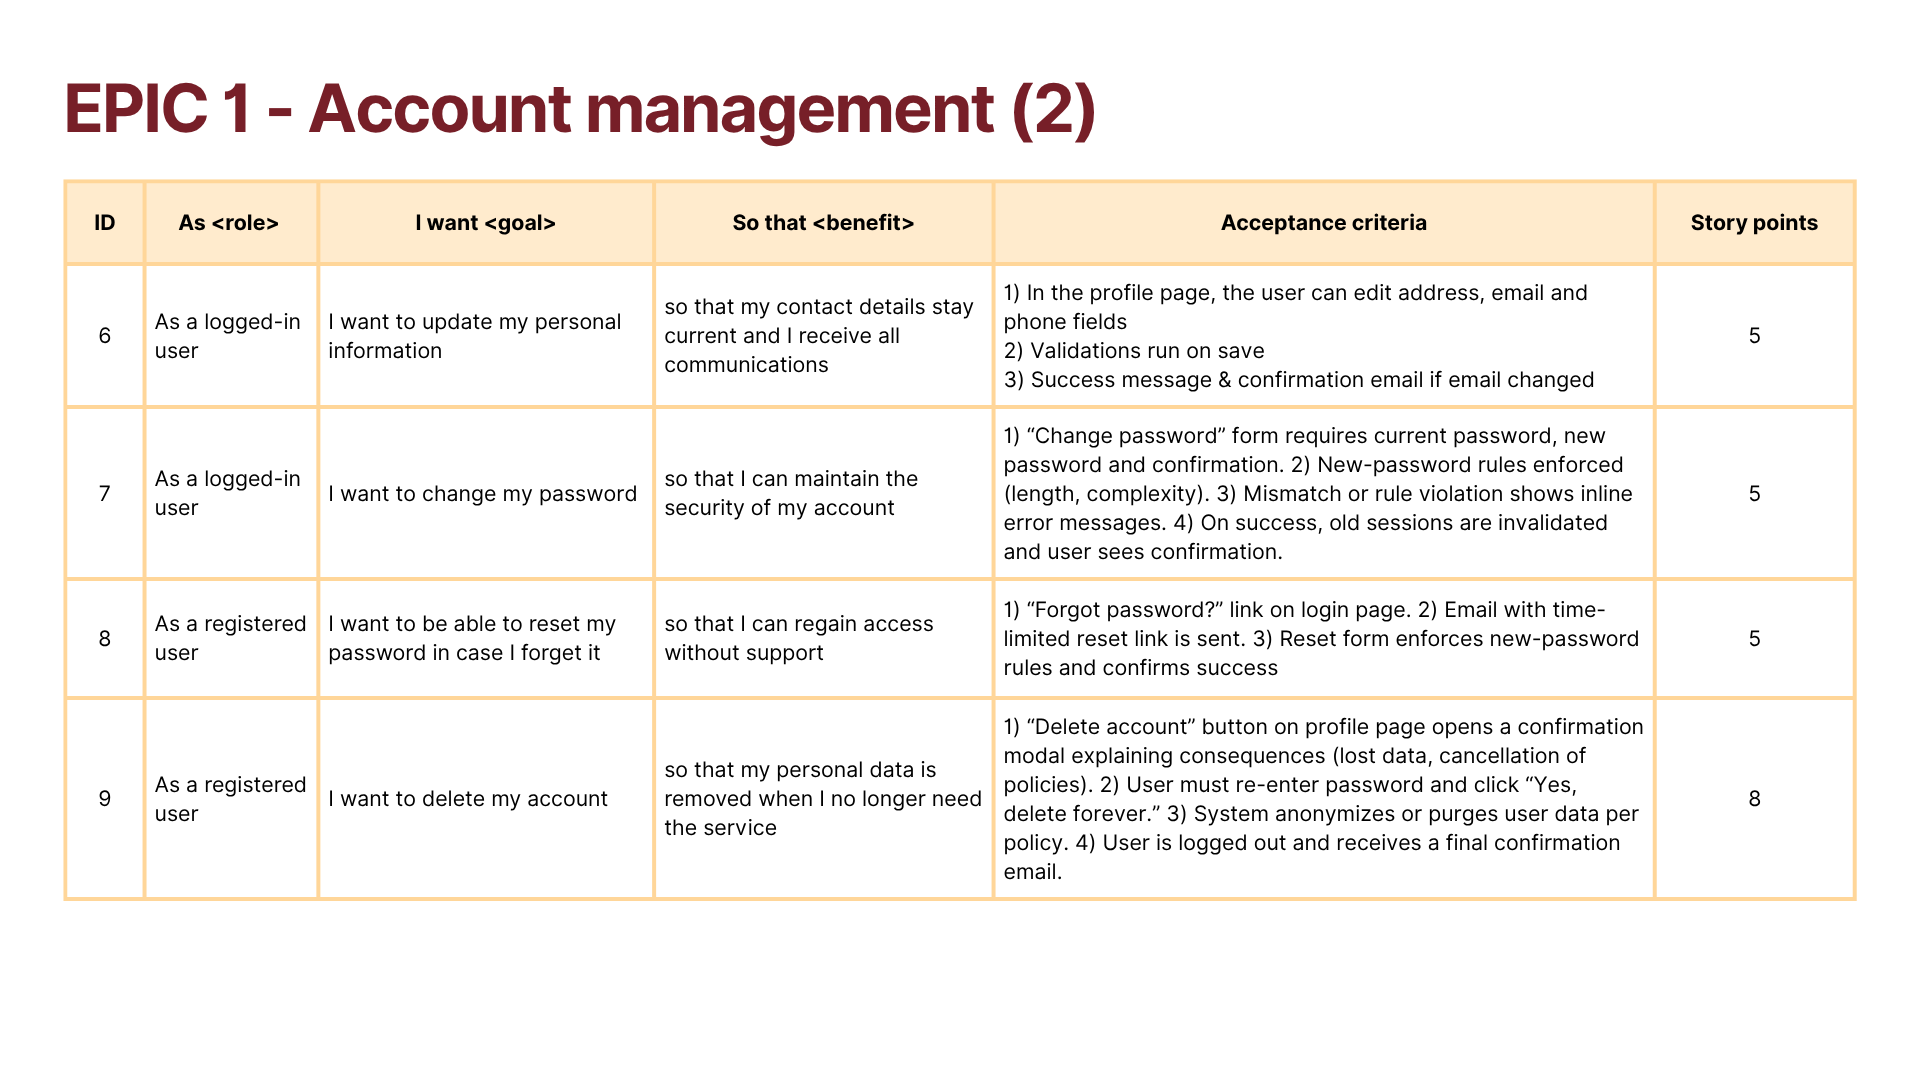 EPIC 1 - Account management (2)
ID
As <role>
I want <goal>
So that <benefit>
Acceptance criteria
Story points
6
As a logged-in
user
I want to update my personal
information
so that my contact details stay
current and I receive all
communications
1) In the profile page, the user can edit address, email and
phone fields
2) Validations run on save
3) Success message & confirmation email if email changed
5
7
As a logged-in
user
I want to change my password
so that I can maintain the
security of my account
1) “Change password” form requires current password, new
password and confirmation. 2) New-password rules enforced
(length, complexity). 3) Mismatch or rule violation shows inline
error messages. 4) On success, old sessions are invalidated
and user sees confirmation.
5
8
As a registered
user
I want to be able to reset my
password in case I forget it
so that I can regain access
without support
1) “Forgot password?” link on login page. 2) Email with time-
limited reset link is sent. 3) Reset form enforces new-password
rules and confirms success
5
9
As a registered
user
I want to delete my account
so that my personal data is
removed when I no longer need
the service
1) “Delete account” button on profile page opens a confirmation
modal explaining consequences (lost data, cancellation of
policies). 2) User must re-enter password and click “Yes,
delete forever.” 3) System anonymizes or purges user data per
policy. 4) User is logged out and receives a final confirmation
email.
8